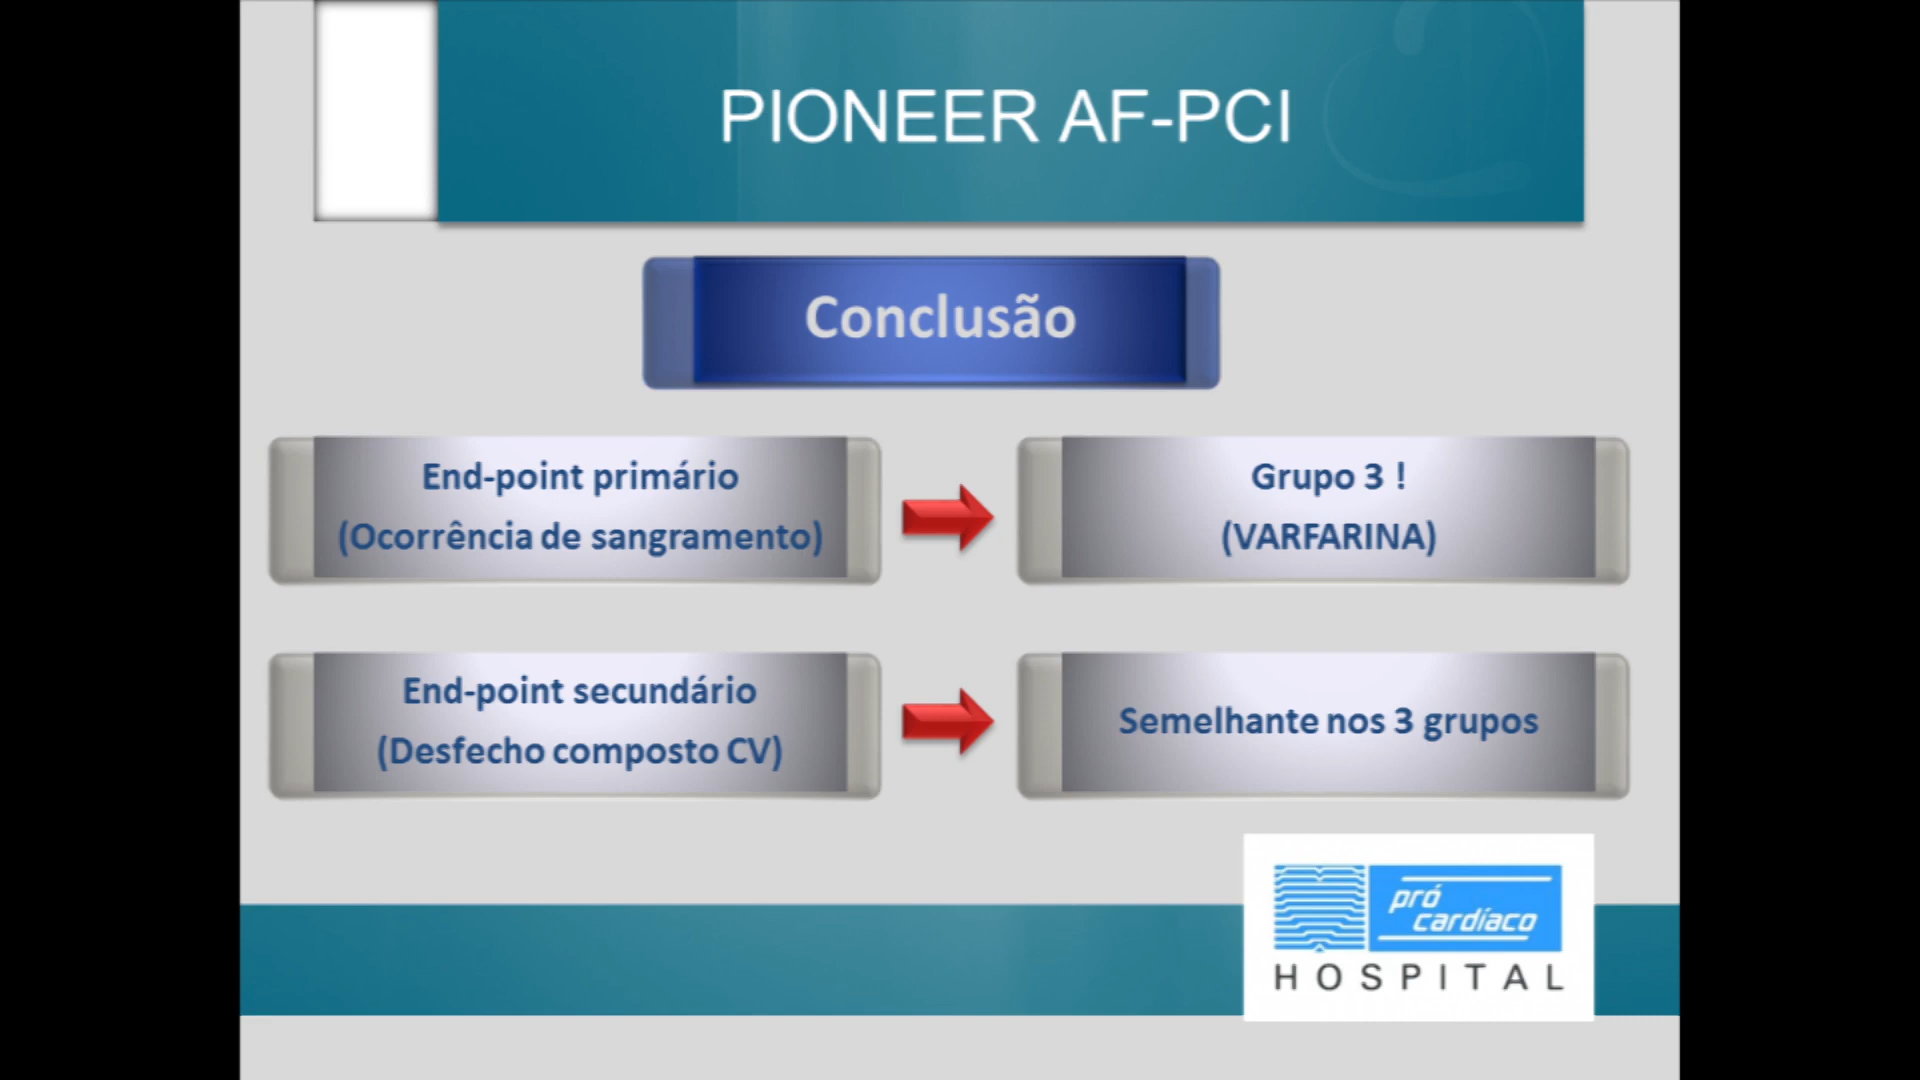 PIONEER AF-PCI
Conclusão
End-point primário
(Ocorrência de sangramento)
Grupo 3 !
(VARFARINA)
End-point secundário
(Desfecho composto CV)
Semelhante nos 3 grupos
pró
cardíaco
HOSPITAL